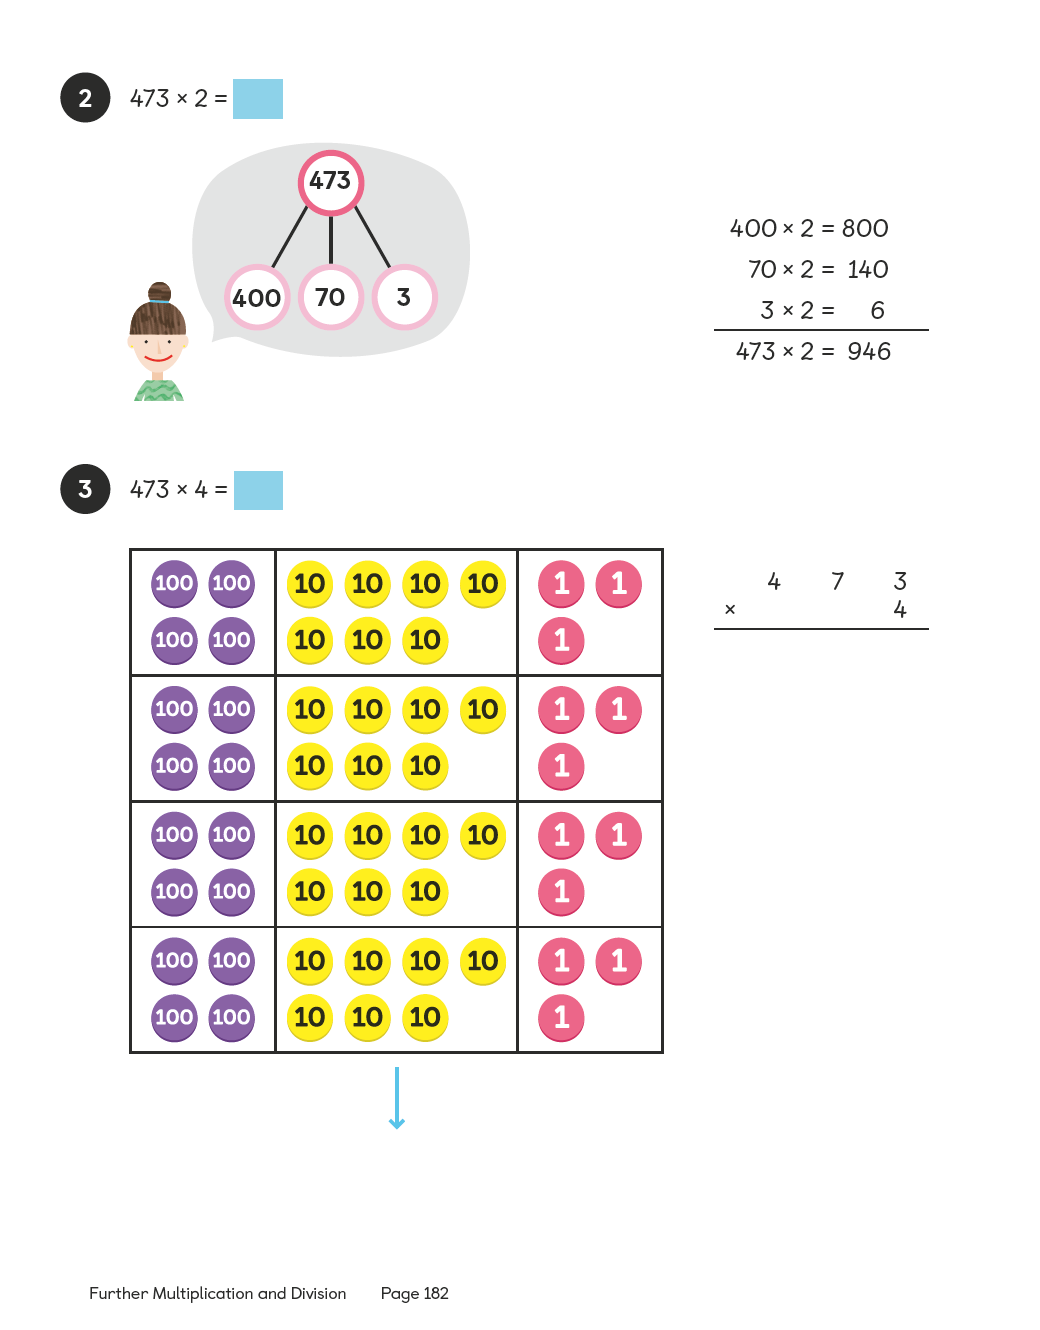 2 473 × 2 =
473
400 70 3
400 × 2 = 800
70 × 2 = 140
3 × 2 = 6
473 × 2 = 946
3 473 × 4 =
100 100 10 10 10 10 1 1
100 100 10 10 10 1
100 100 10 10 10 10 1 1
100 100 10 10 10 1
100 100 10 10 10 10 1 1
100 100 10 10 10 1
100 100 10 10 10 10 1 1
100 100 10 10 10 1
4 7 3
× 4
Further Multiplication and Division Page 182